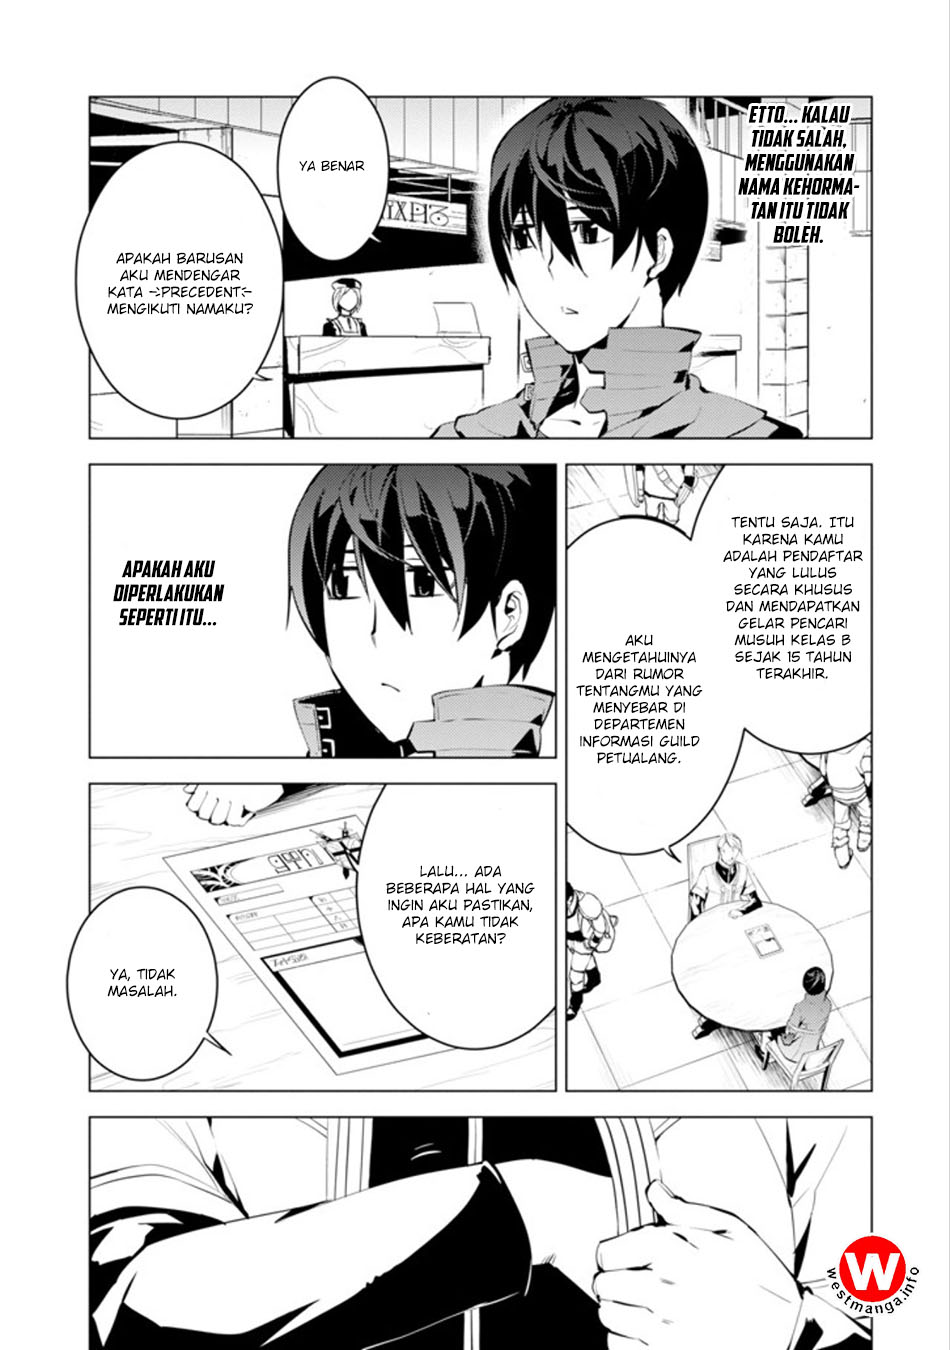 ETTO... KALAU
TIDAK SALAH,
MENGGUNAKAN
NAMA KEHORMA-
TAN ITU TIDAK
BOLEH.
YA BENAR
APAKAH BARUSAN
AKU MENDENGAR
KATA -:PRECEDENT:-
MENGIKUTI NAMAKU?
TENTU SAJA. ITU
KARENA KAMU
ADALAH PENDAFTAR
YANG LULUS
SECARA KHUSUS
DAN MENDAPATKAN
GELAR PENCARI
MUSUH KELAS B
SEJAK 15 TAHUN
TERAKHIR.
AKU
MENGETAHUINYA
DARI RUMOR
TENTANGMU YANG
MENYEBAR DI
DEPARTEMEN
INFORMASI GUILD
PETUALANG.
APAKAH AKU
DIPERLAKUKAN
SEPERTI ITU...
LALU... ADA
BEBERAPA HAL YANG
INGIN AKU PASTIKAN,
APA KAMU TIDAK
KEBERATAN?
YA, TIDAK
MASALAH.
W
westmanga.info